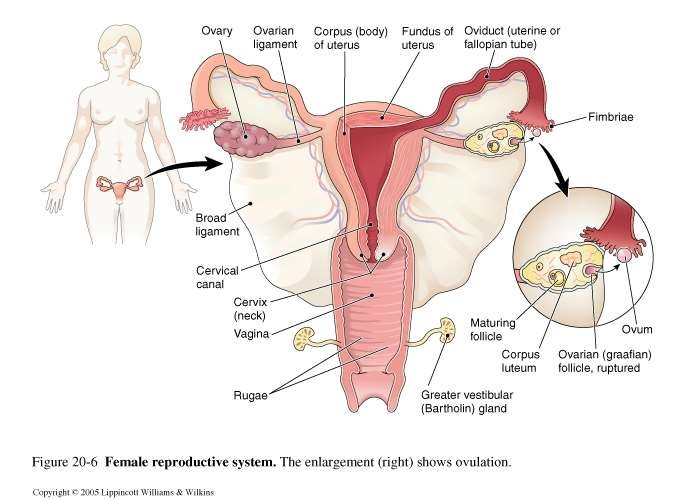 Ovary
Ovarian
ligament
Corpus (body)
of uterus
Fundus of
uterus
Oviduct (uterine or
fallopian tube)
Fimbriae
Broad
ligament
Cervical
canal
Cervix
(neck)
Vagina
Rugae
Maturing
follicle
Corpus
luteum
Ovarian (graafian)
follicle, ruptured
Ovum
Greater vestibular
(Bartholin) gland
Figure 20-6 Female reproductive system. The enlargement (right) shows ovulation.
Copyright © 2005 Lippincott Williams & Wilkins